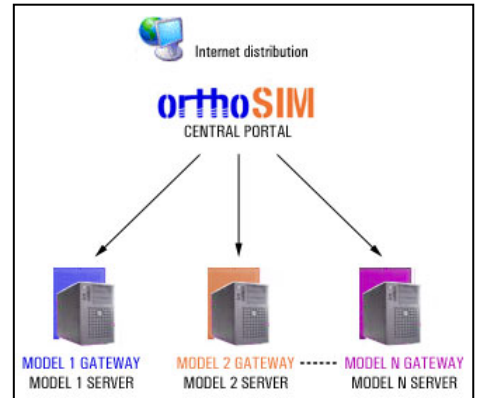 Internet distribution
orthoSIM
CENTRAL PORTAL
MODEL 1 GATEWAY MODEL 2 GATEWAY ------ MODEL N GATEWAY
MODEL 1 SERVER MODEL 2 SERVER MODEL N SERVER